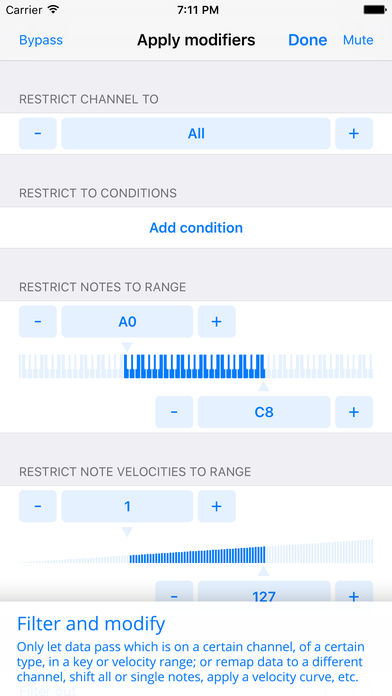 Carrier 7:11 PM
Bypass Apply modifiers Done Mute
RESTRICT CHANNEL TO
- All +
RESTRICT TO CONDITIONS
Add condition
RESTRICT NOTES TO RANGE
- A0 +
- C8 +
RESTRICT NOTE VELOCITIES TO RANGE
- 1 +
- 127 +
Filter and modify
Only let data pass which is on a certain channel, of a certain
type, in a key or velocity range; or remap data to a different
channel, shift all or single notes, apply a velocity curve, etc.
Filter out